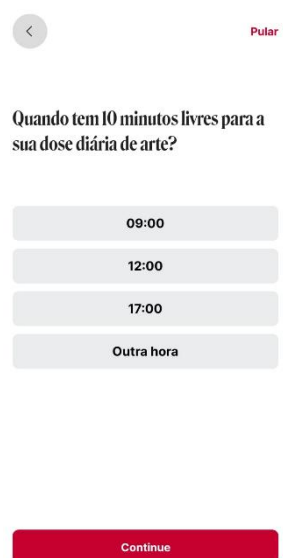 Pular
Quando tem 10 minutos livres para a
sua dose diária de arte?
09:00
12:00
17:00
Outra hora
Continue